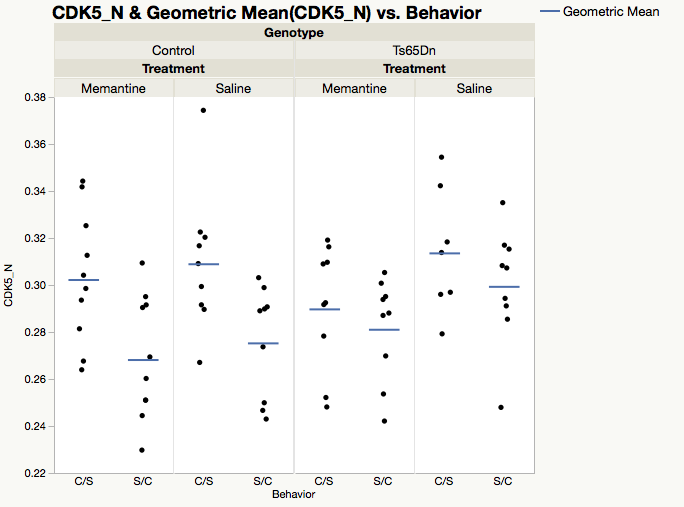 CDK5_N & Geometric Mean(CDK5_N) vs. Behavior
Geometric Mean
Genotype
Control Ts65Dn
Treatment Treatment
Memantine Saline Memantine Saline
0.38
0.36
0.34
0.32
0.30
0.28
0.26
0.24
0.22
CDK5_N
C/S S/C C/S S/C C/S S/C C/S S/C
Behavior